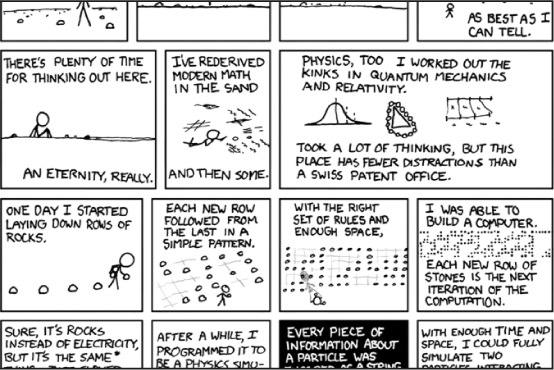 AS BEST AS I
CAN TELL.
THERE'S PLENTY OF TIME
FOR THINKING OUT HERE.
AN ETERNITY, REALLY.
I'VE REDERIVED
MODERN MATH
IN THE SAND
AND THEN SOME.
PHYSICS, TOO I WORKED OUT THE
KINKS IN QUANTUM MECHANICS
AND RELATIVITY.
TOOK A LOT OF THINKING, BUT THIS
PLACE HAS FEWER DISTRACTIONS THAN
A SWISS PATENT OFFICE.
ONE DAY I STARTED
LAYING DOWN ROWS OF
ROCKS.
EACH NEW ROW
FOLLOWED FROM
THE LAST IN A
SIMPLE PATTERN.
WITH THE RIGHT
SET OF RULES AND
ENOUGH SPACE,
I WAS ABLE TO
BUILD A COMPUTER.
EACH NEW ROW OF
STONES IS THE NEXT
ITERATION OF THE
COMPUTATION.
SURE, IT'S ROCKS
INSTEAD OF ELECTRICITY,
BUT IT'S THE SAME*
AFTER A WHILE, I
PROGRAMMED IT TO
BE A PHYSICS SIMU-
EVERY PIECE OF
INFORMATION ABOUT
A PARTICLE WAS
WITH ENOUGH TIME AND
SPACE, I COULD FULLY
SIMULATE TWO
PARTICLES INTERACTING